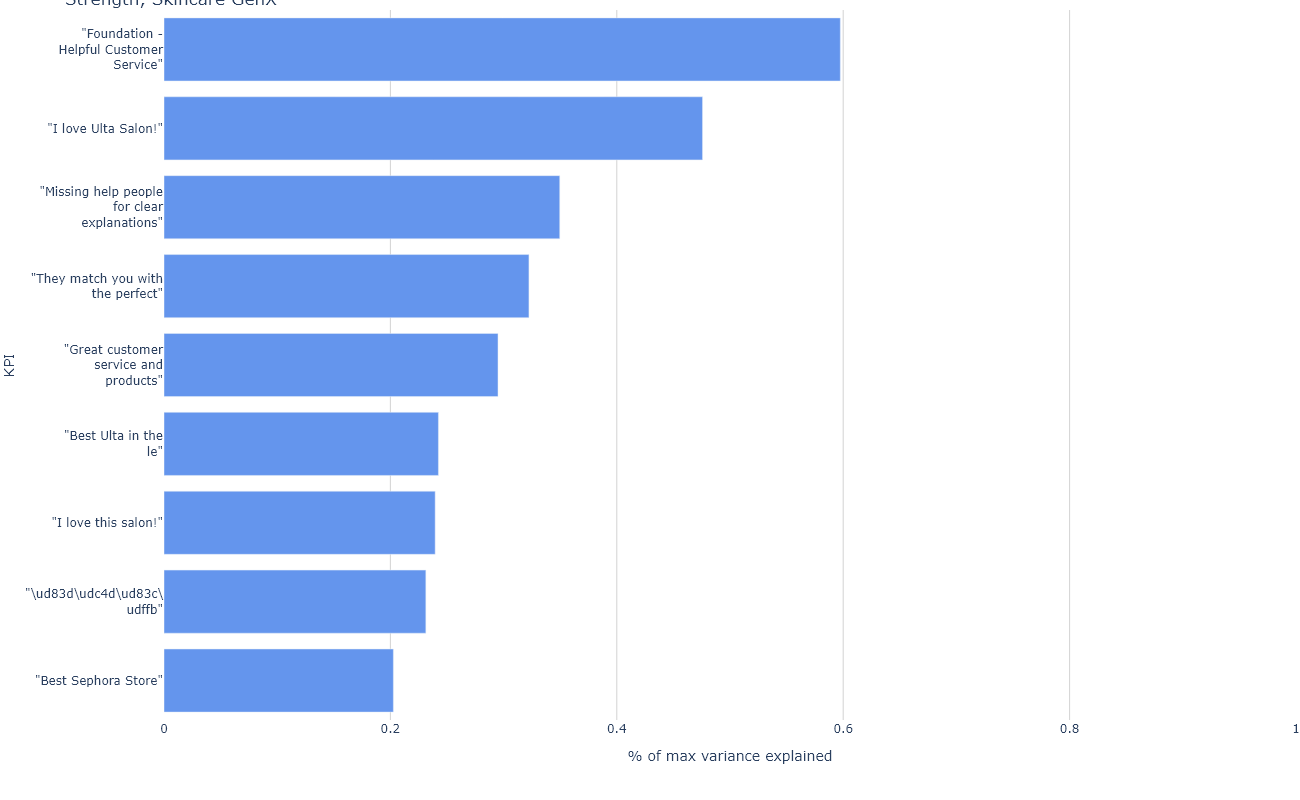 Strength, Skincare GenX
"Foundation -
Helpful Customer
Service"
"I love Ulta Salon!"
"Missing help people
for clear
explanations"
"They match you with
the perfect"
"Great customer
service and
products"
"Best Ulta in the
le"
"I love this salon!"
"\ud83d\udc4d\ud83c\
udffb"
"Best Sephora Store"
KPI
0
0.2
0.4
0.6
0.8
1
% of max variance explained